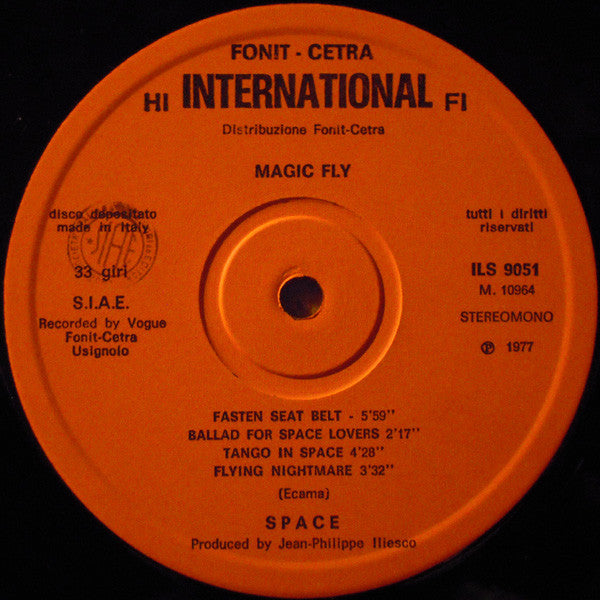 FONIT - CETRA
HI INTERNATIONAL FI
Distribuzione Fonit-Cetra
MAGIC FLY
disco depositato
made in Italy
33 giri
S.I.A.E.
Recorded by Vogue
Fonit-Cetra
Usignolo
SIAE
tutti i diritti
riservati
ILS 9051
M. 10964
STEREOMONO
℗ 1977
FASTEN SEAT BELT - 5'59''
BALLAD FOR SPACE LOVERS 2'17''
TANGO IN SPACE 4'28''
FLYING NIGHTMARE 3'32''
(Ecama)
SPACE
Produced by Jean-Philippe Iliesco